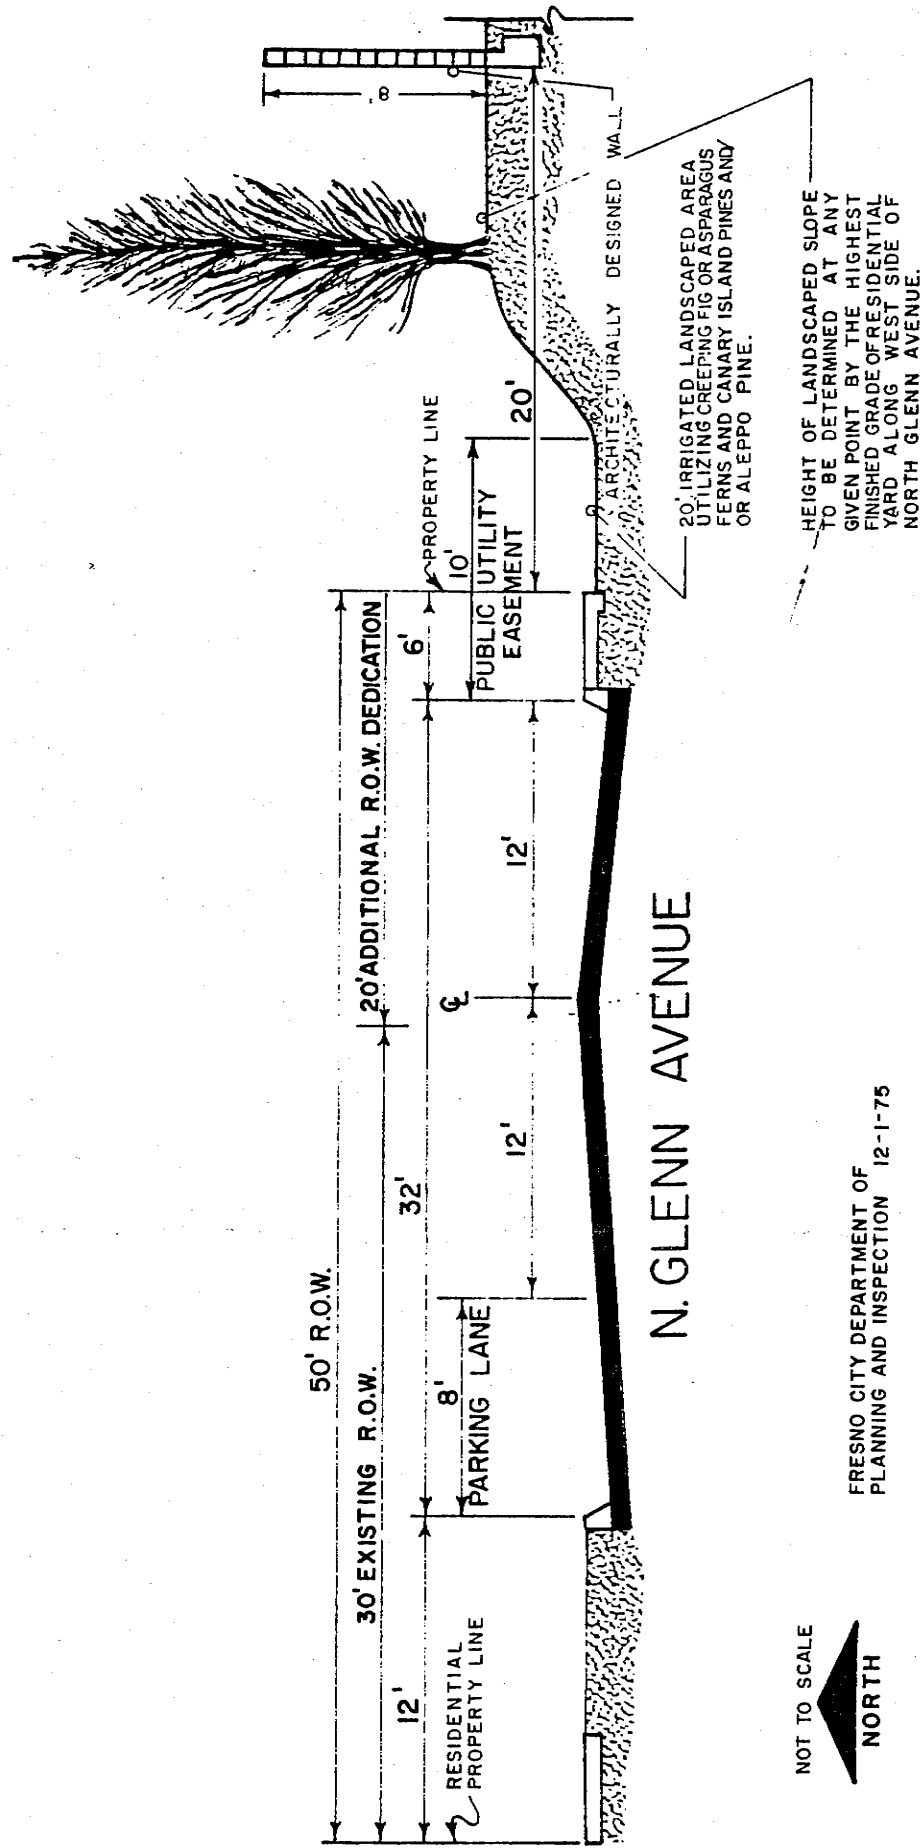 50' R.O.W.
30' EXISTING R.O.W.
20' ADDITIONAL R.O.W. DEDICATION
12'
32'
6'
PROPERTY LINE
RESIDENTIAL
PROPERTY LINE
8'
PARKING LANE
10'
PUBLIC UTILITY
EASEMENT
12'
℄
12'
20'
8'
N. GLENN AVENUE
ARCHITECTURALLY DESIGNED WALL
20' IRRIGATED LANDSCAPED AREA
UTILIZING CREEPING FIG OR ASPARAGUS
FERNS AND CANARY ISLAND PINES AND/
OR ALEPPO PINE.
HEIGHT OF LANDSCAPED SLOPE
TO BE DETERMINED AT ANY
GIVEN POINT BY THE HIGHEST
FINISHED GRADE OF RESIDENTIAL
YARD ALONG WEST SIDE OF
NORTH GLENN AVENUE.
NOT TO SCALE
NORTH
FRESNO CITY DEPARTMENT OF
PLANNING AND INSPECTION 12-1-75